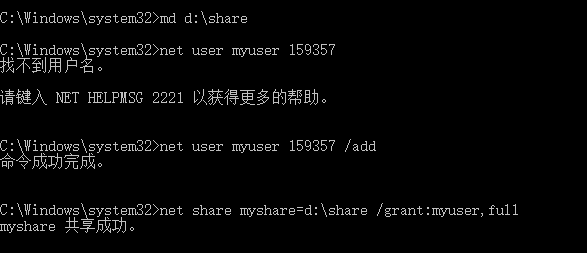 C:\Windows\system32>md d:\share
C:\Windows\system32>net user myuser 159357
找不到用户名。
请键入 NET HELPMSG 2221 以获得更多的帮助。
C:\Windows\system32>net user myuser 159357 /add
命令成功完成。
C:\Windows\system32>net share myshare=d:\share /grant:myuser,full
myshare 共享成功。